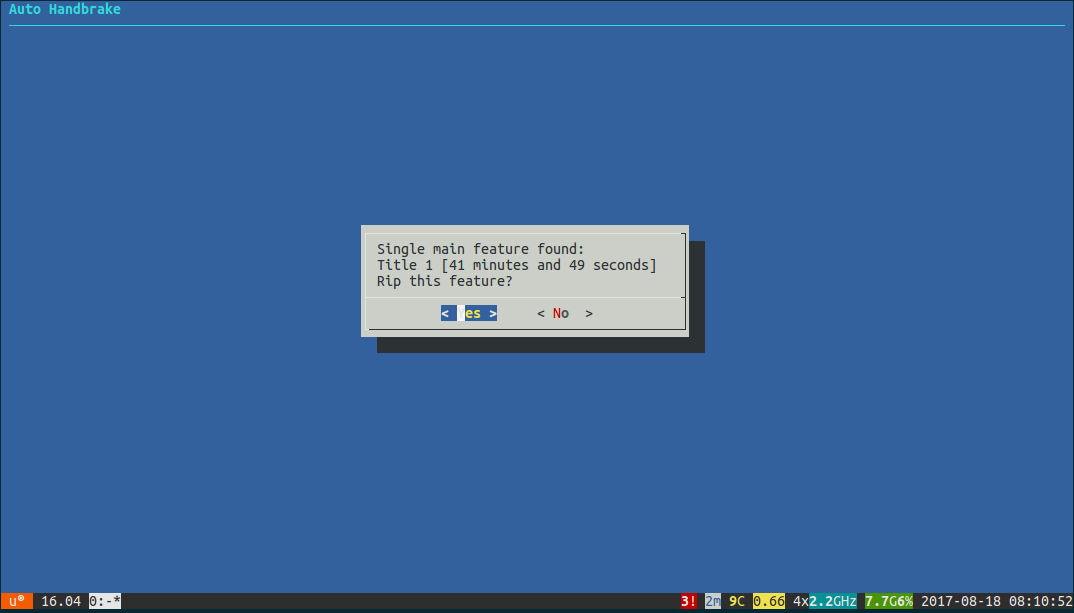 Auto Handbrake
Single main feature found:
Title 1 [41 minutes and 49 seconds]
Rip this feature?
< Yes > < No >
u® 16.04 0:-* 3! 2m 9C 0.66 4x2.2GHz 7.7G6% 2017-08-18 08:10:52